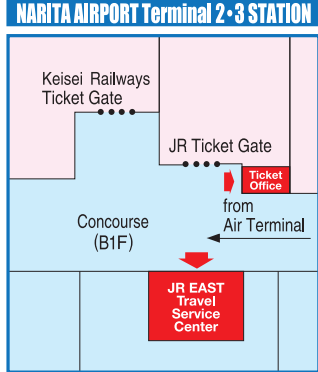 NARITA AIRPORT Terminal 2•3 STATION
Keisei Railways
Ticket Gate
JR Ticket Gate
Ticket
Office
from
Air Terminal
Concourse
(B1F)
JR EAST
Travel
Service
Center